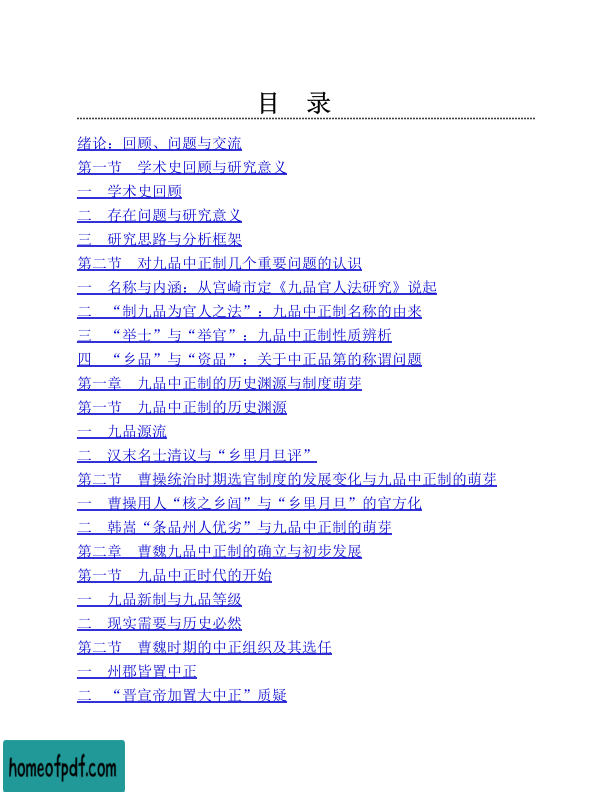 目 录
绪论：回顾、问题与交流
第一节 学术史回顾与研究意义
一 学术史回顾
二 存在问题与研究意义
三 研究思路与分析框架
第二节 对九品中正制几个重要问题的认识
一 名称与内涵：从宫崎市定《九品官人法研究》说起
二 “制九品为官人之法”：九品中正制名称的由来
三 “举士”与“举官”：九品中正制性质辨析
四 “乡品”与“资品”：关于中正品第的称谓问题
第一章 九品中正制的历史渊源与制度萌芽
第一节 九品中正制的历史渊源
一 九品源流
二 汉末名士清议与“乡里月旦评”
第二节 曹操统治时期选官制度的发展变化与九品中正制的萌芽
一 曹操用人“核之乡闾”与“乡里月旦”的官方化
二 韩嵩“条品州人优劣”与九品中正制的萌芽
第二章 曹魏九品中正制的确立与初步发展
第一节 九品中正时代的开始
一 九品新制与九品等级
二 现实需要与历史必然
第二节 曹魏时期的中正组织及其选任
一 州郡皆置中正
二 “晋宣帝加置大中正”质疑
homeofpdf.com